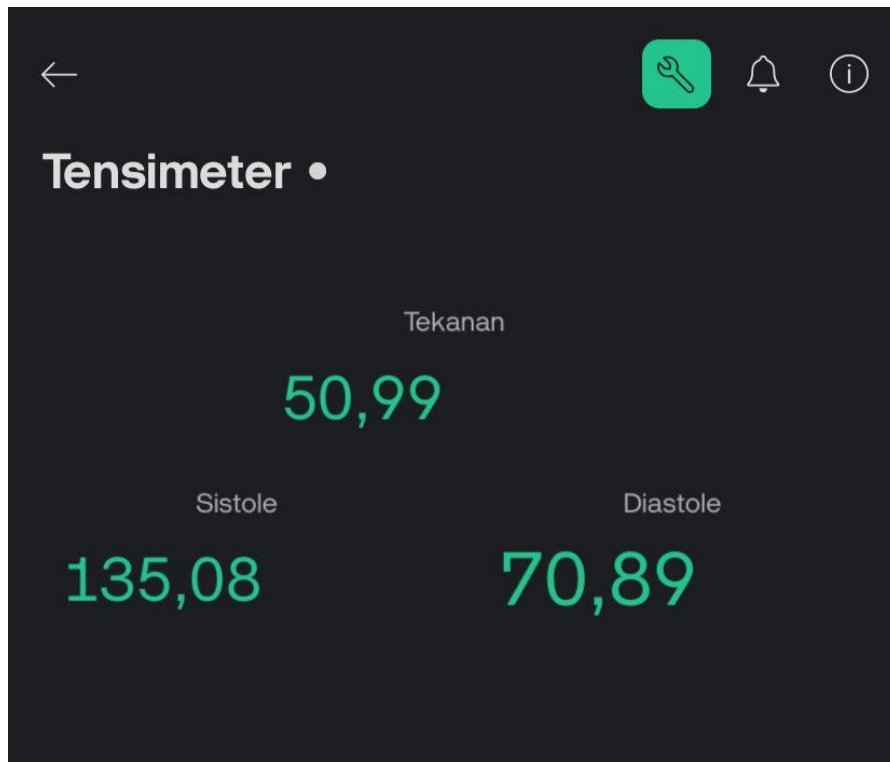 Tensimeter
Tekanan
50,99
Sistole Diastole
135,08 70,89